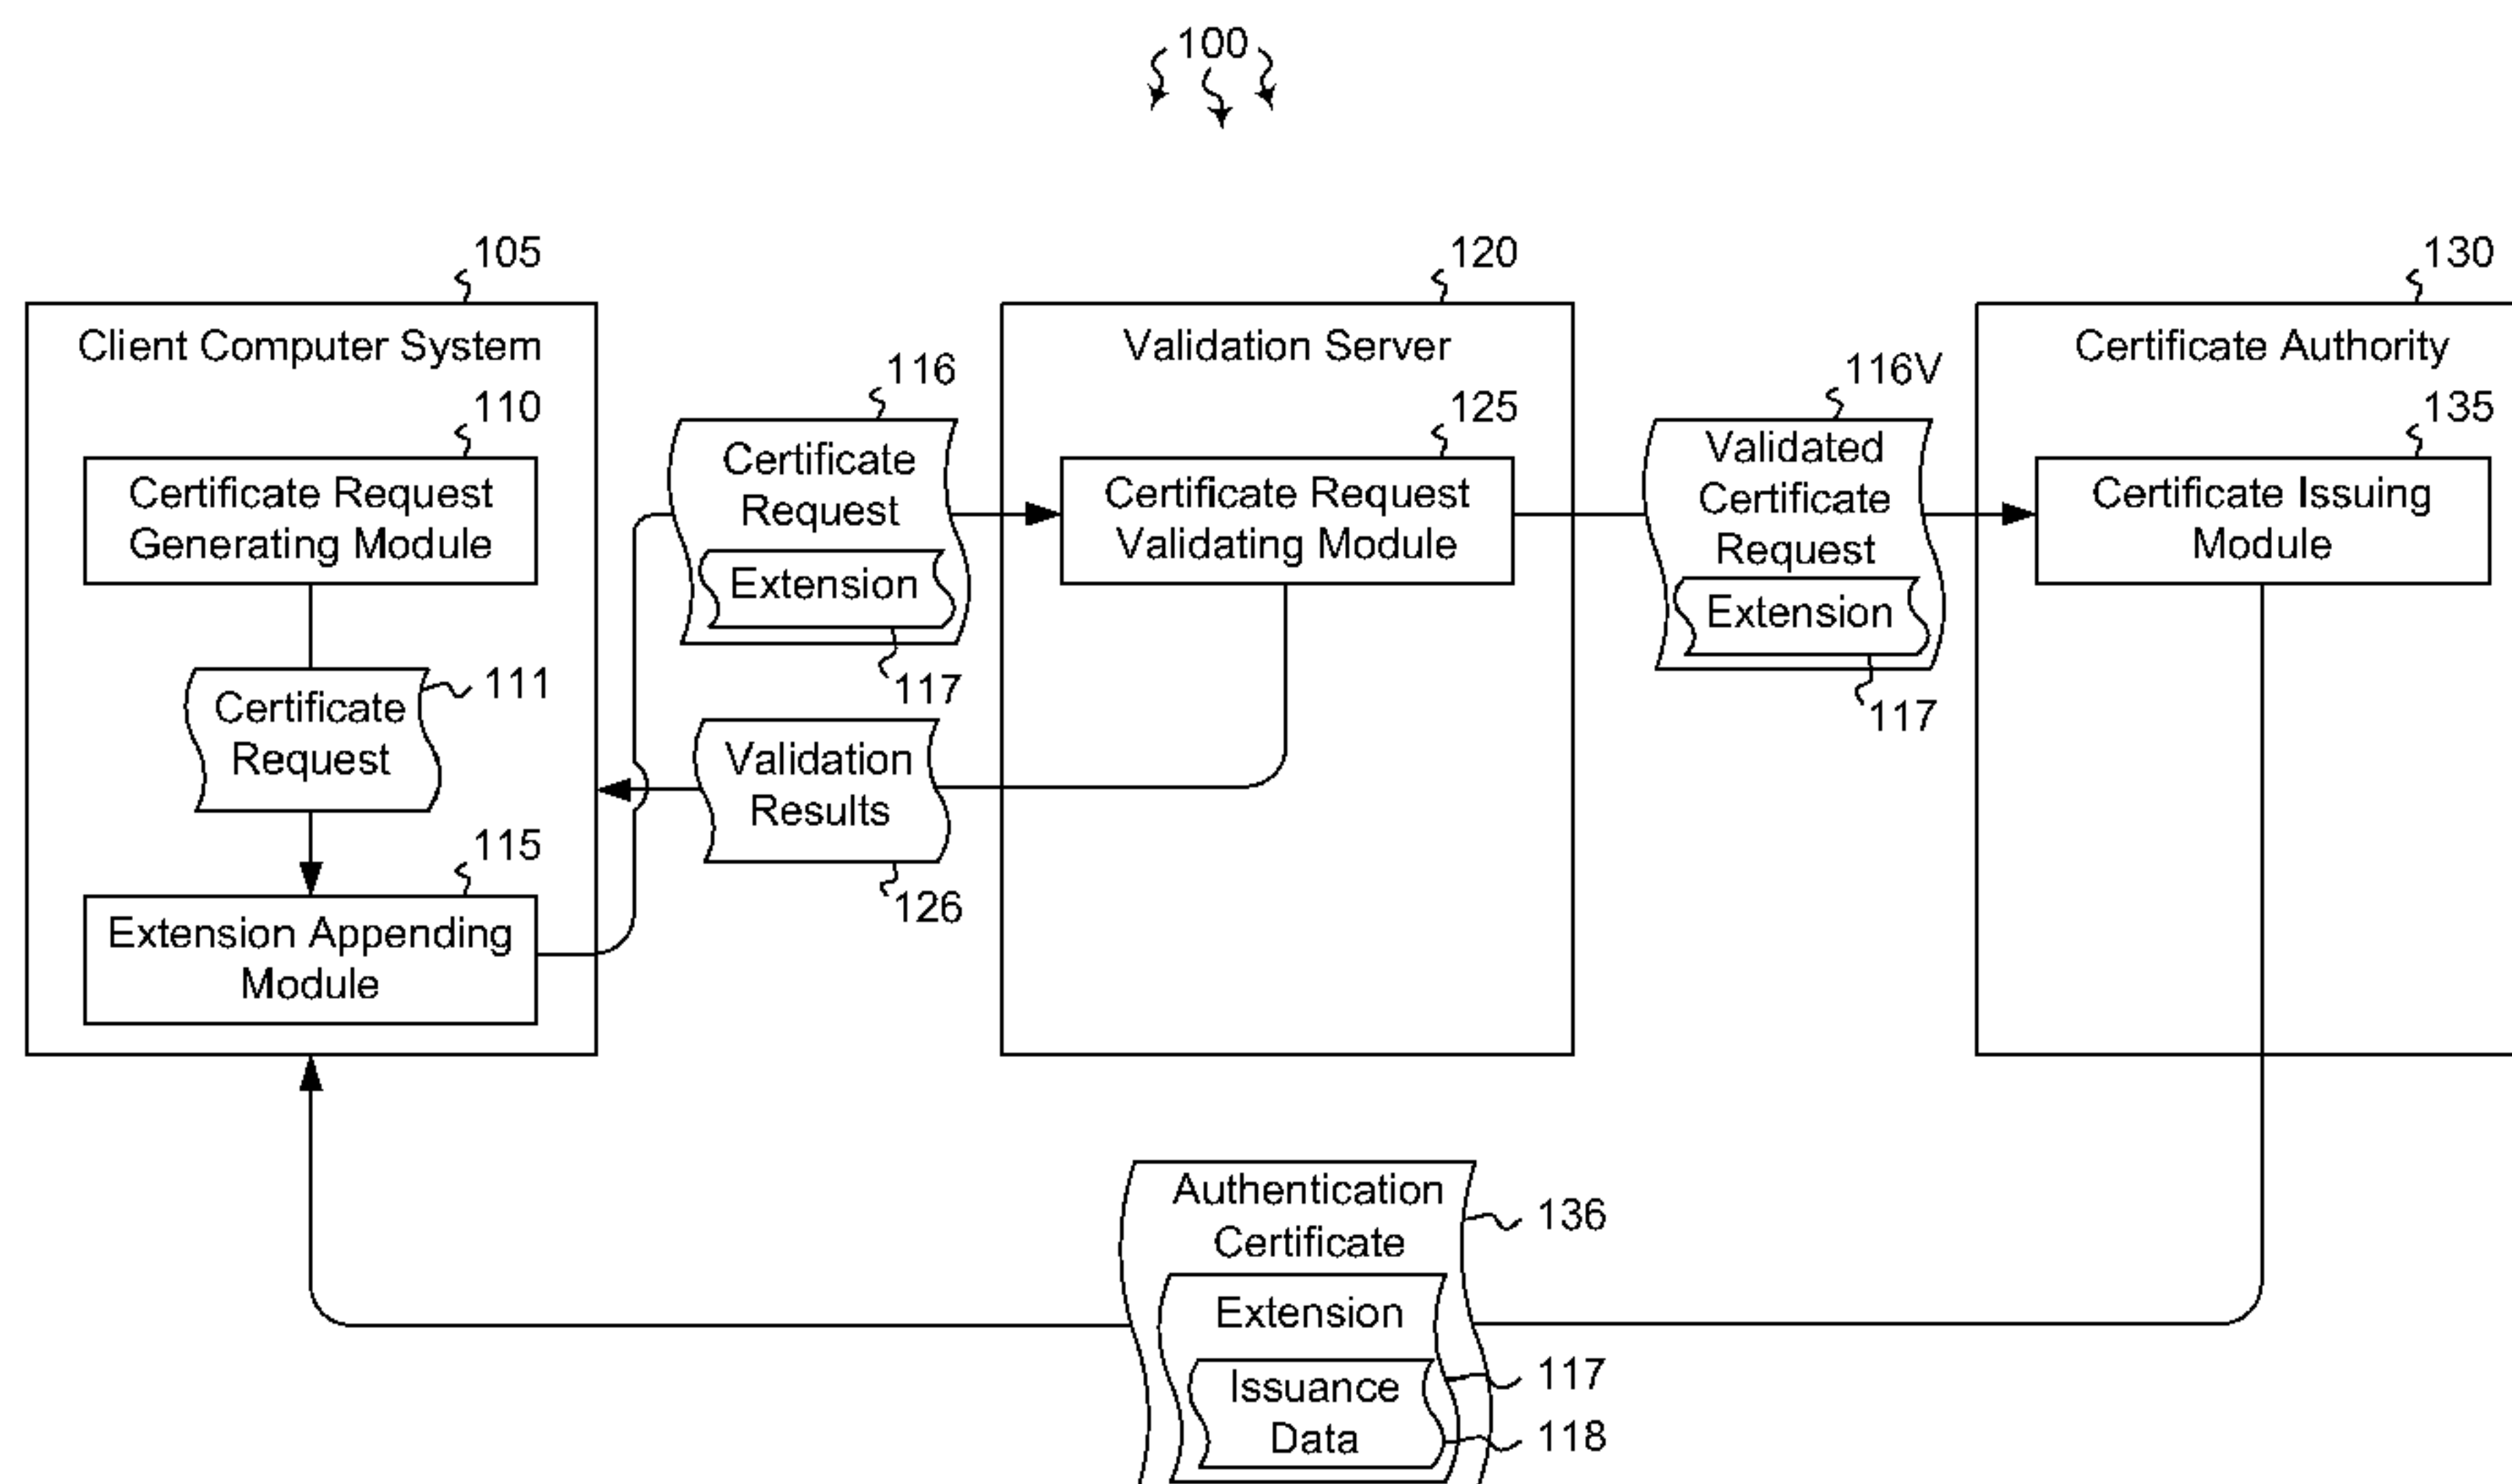 100
105
Client Computer System
110
Certificate Request
Generating Module
111
Certificate
Request
115
Extension Appending
Module
116
Certificate
Request
Extension
117
Validation
Results
126
120
Validation Server
125
Certificate Request
Validating Module
116V
Validated
Certificate
Request
Extension
117
130
Certificate Authority
135
Certificate Issuing
Module
Authentication
Certificate
136
Extension
117
Issuance
Data
118